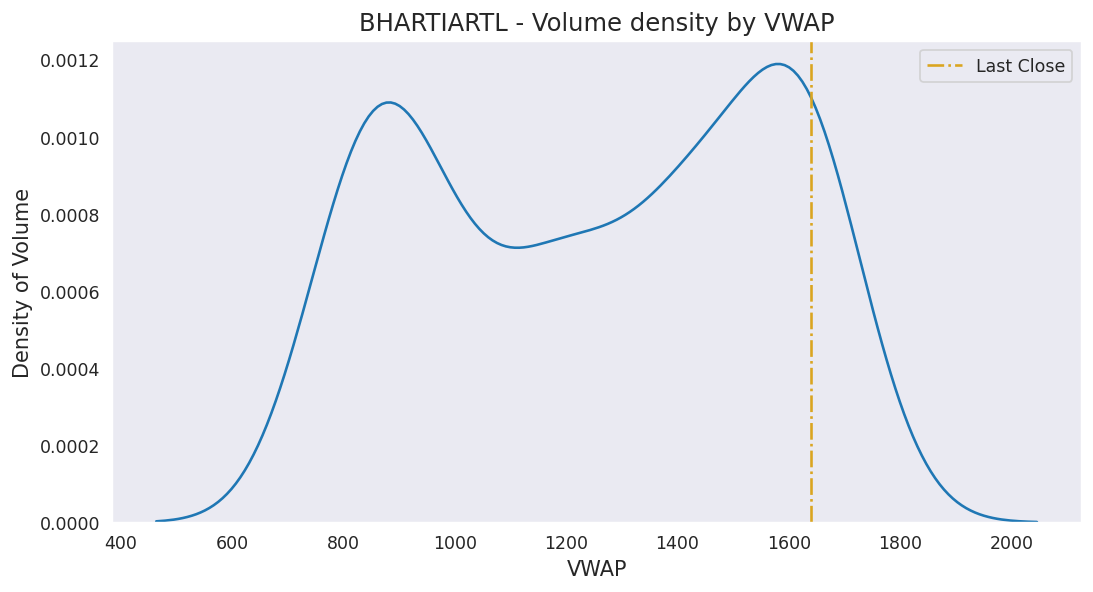 BHARTIARTL - Volume density by VWAP
Last Close
Density of Volume
0.0012
0.0010
0.0008
0.0006
0.0004
0.0002
0.0000
400 600 800 1000 1200 1400 1600 1800 2000
VWAP